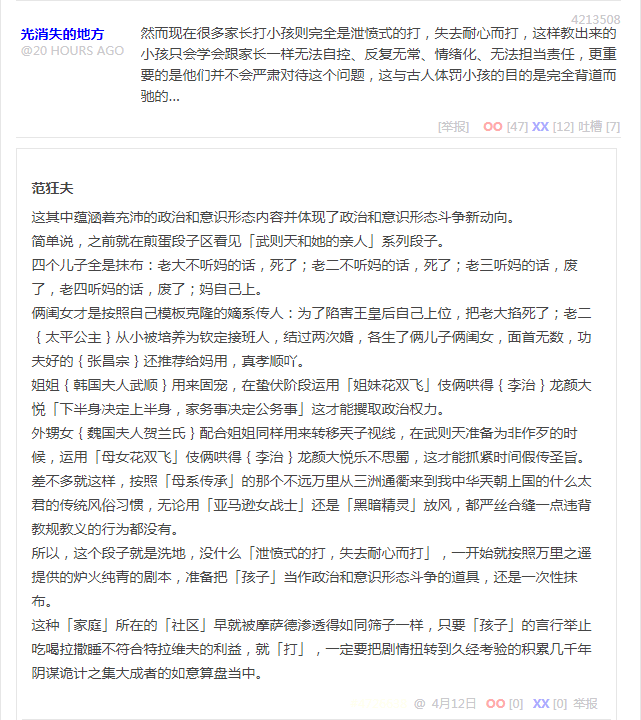 4213508
光消失的地方
@20 HOURS AGO
然而现在很多家长打小孩则完全是泄愤式的打，失去耐心而打，这样教出来的
小孩只会学会跟家长一样无法自控、反复无常、情绪化、无法担当责任，更重
要的是他们并不会严肃对待这个问题，这与古人体罚小孩的目的是完全背道而
驰的...
[举报] OO [47] XX [12] 吐槽 [7]
范狂夫
这其中蕴涵着充沛的政治和意识形态内容并体现了政治和意识形态斗争新动向。
简单说，之前就在煎蛋段子区看见「武则天和她的亲人」系列段子。
四个儿子全是抹布：老大不听妈的话，死了；老二不听妈的话，死了；老三听妈的话，废
了，老四听妈的话，废了；妈自己上。
俩闺女才是按照自己模板克隆的嫡系传人：为了陷害王皇后自己上位，把老大掐死了；老二
｛太平公主｝从小被培养为钦定接班人，结过两次婚，各生了俩儿子俩闺女，面首无数，功
夫好的｛张昌宗｝还推荐给妈用，真孝顺吖。
姐姐｛韩国夫人武顺｝用来固宠，在蛰伏阶段运用「姐妹花双飞」伎俩哄得｛李治｝龙颜大
悦「下半身决定上半身，家务事决定公务事」这才能攫取政治权力。
外甥女｛魏国夫人贺兰氏｝配合姐姐同样用来转移天子视线，在武则天准备为非作歹的时
候，运用「母女花双飞」伎俩哄得｛李治｝龙颜大悦乐不思蜀，这才能抓紧时间假传圣旨。
差不多就这样，按照「母系传承」的那个不远万里从三洲通衢来到我中华天朝上国的什么太
君的传统风俗习惯，无论用「亚马逊女战士」还是「黑暗精灵」放风，都严丝合缝一点违背
教规教义的行为都没有。
所以，这个段子就是洗地，没什么「泄愤式的打，失去耐心而打」，一开始就按照万里之遥
提供的炉火纯青的剧本，准备把「孩子」当作政治和意识形态斗争的道具，还是一次性抹
布。
这种「家庭」所在的「社区」早就被摩萨德渗透得如同筛子一样，只要「孩子」的言行举止
吃喝拉撒睡不符合特拉维夫的利益，就「打」，一定要把剧情扭转到久经考验的积累几千年
阴谋诡计之集大成者的如意算盘当中。
@ 4月12日 OO [0] XX [0] 举报